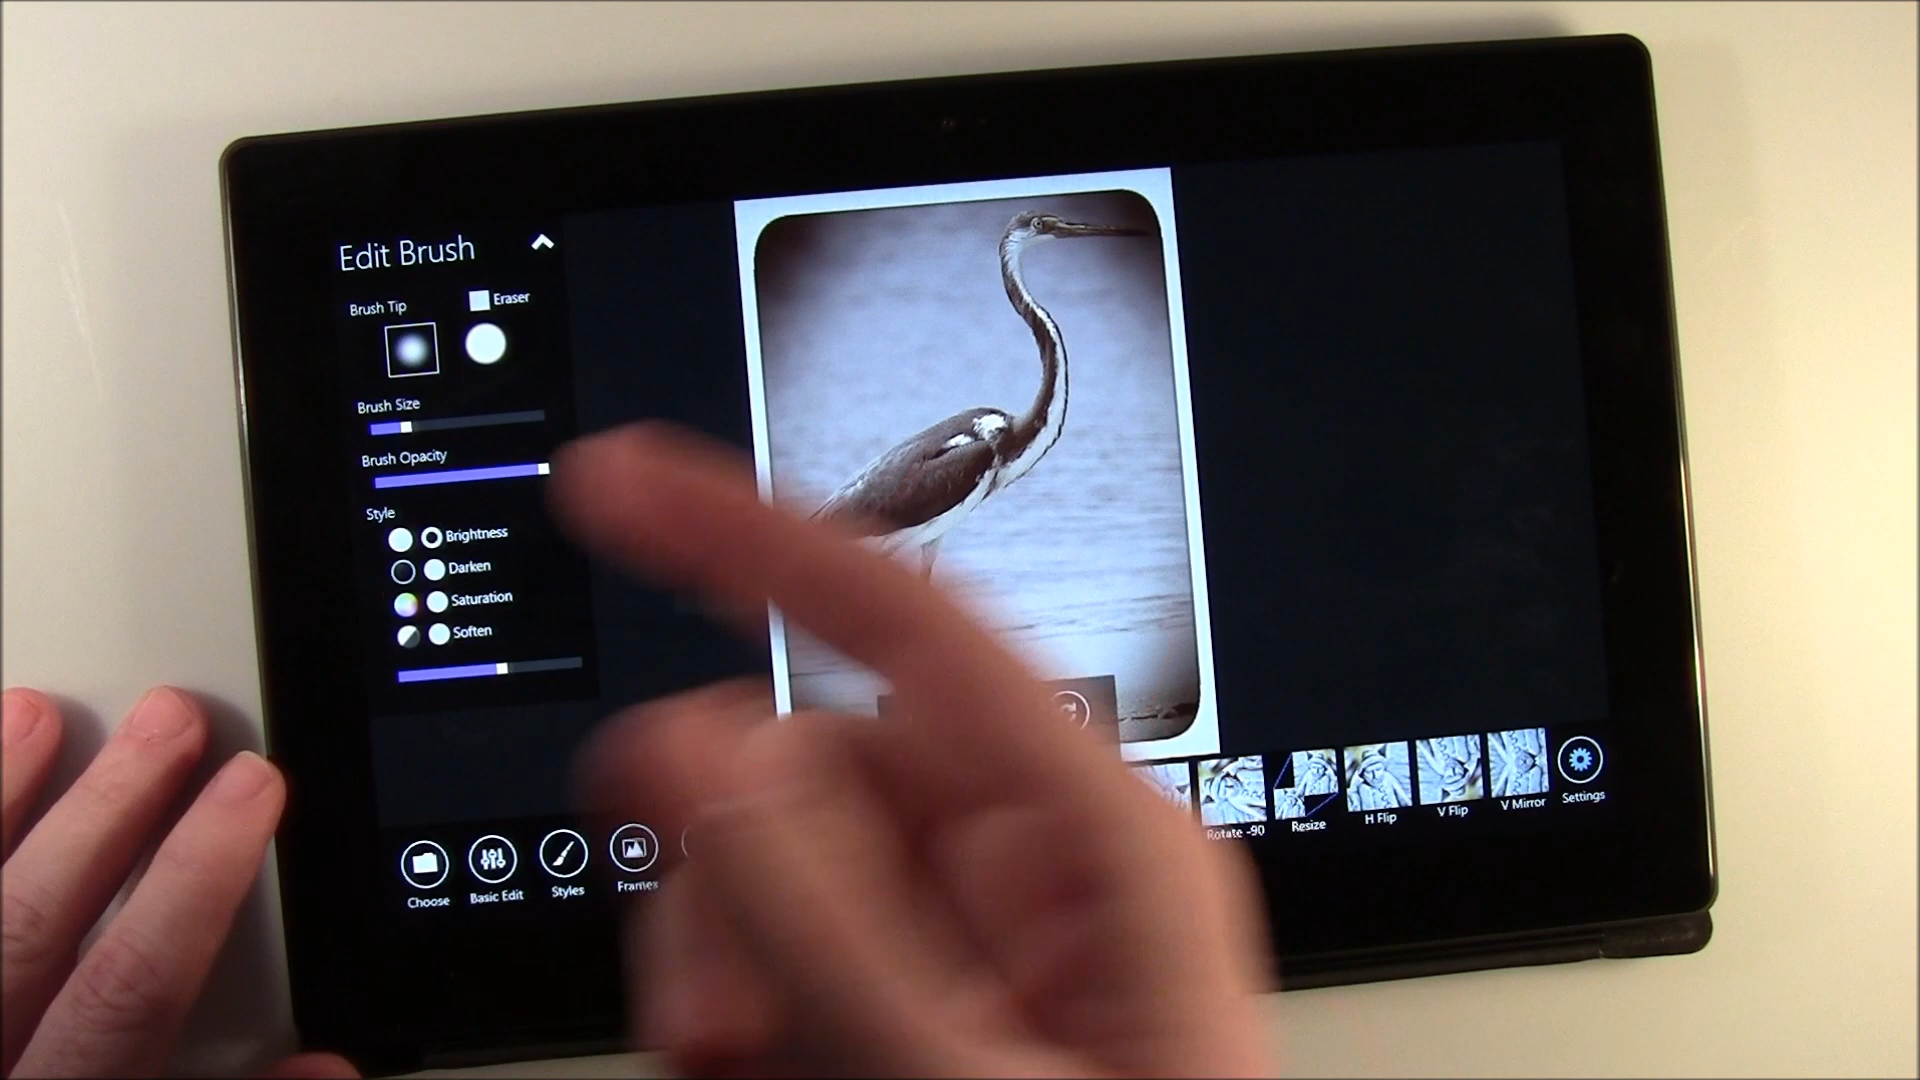 Edit Brush
Brush Tip
Eraser
Brush Size
Brush Opacity
Style
Brightness
Darken
Saturation
Soften
Choose
Basic Edit
Styles
Frames
Rotate -90
Resize
H Flip
V Flip
V Mirror
Settings